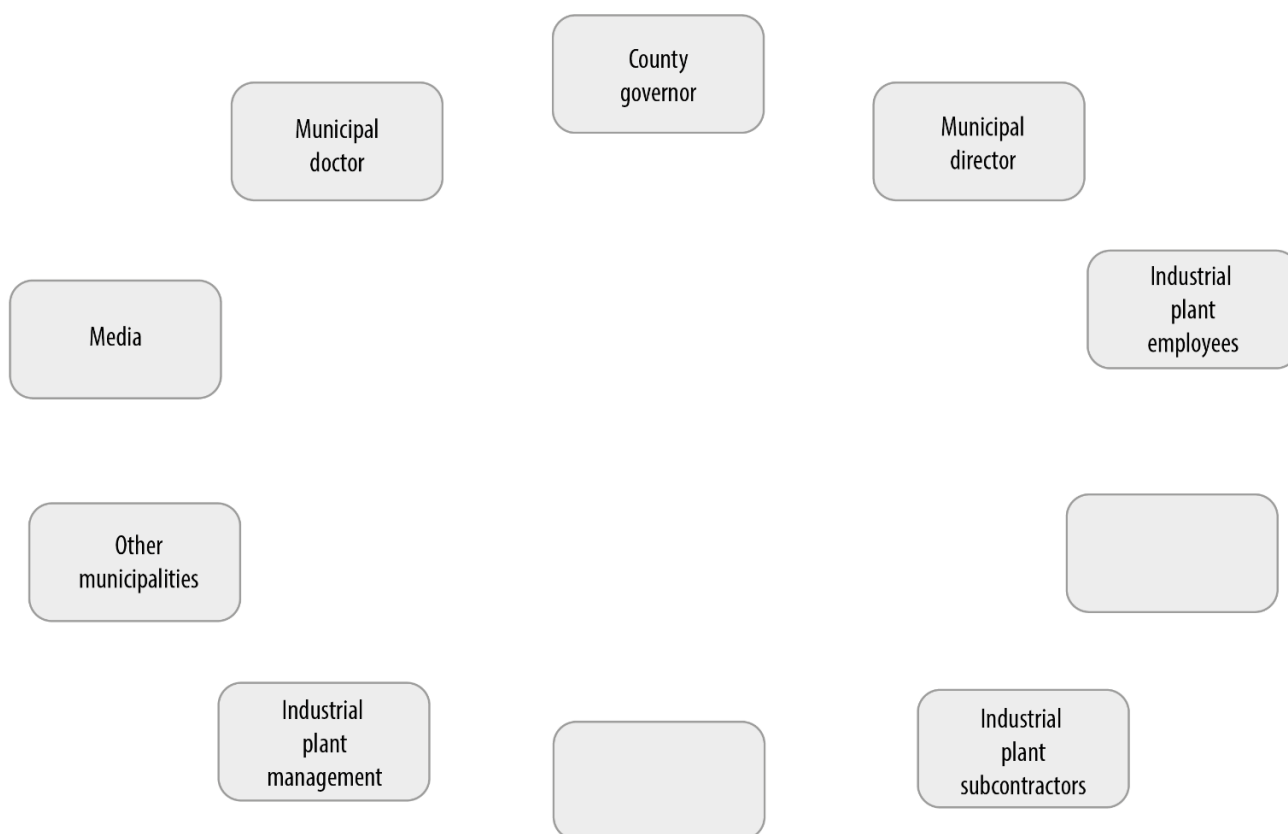 County
governor
Municipal
doctor
Municipal
director
Industrial
plant
employees
Media
Other
municipalities
Industrial
plant
management
Industrial
plant
subcontractors